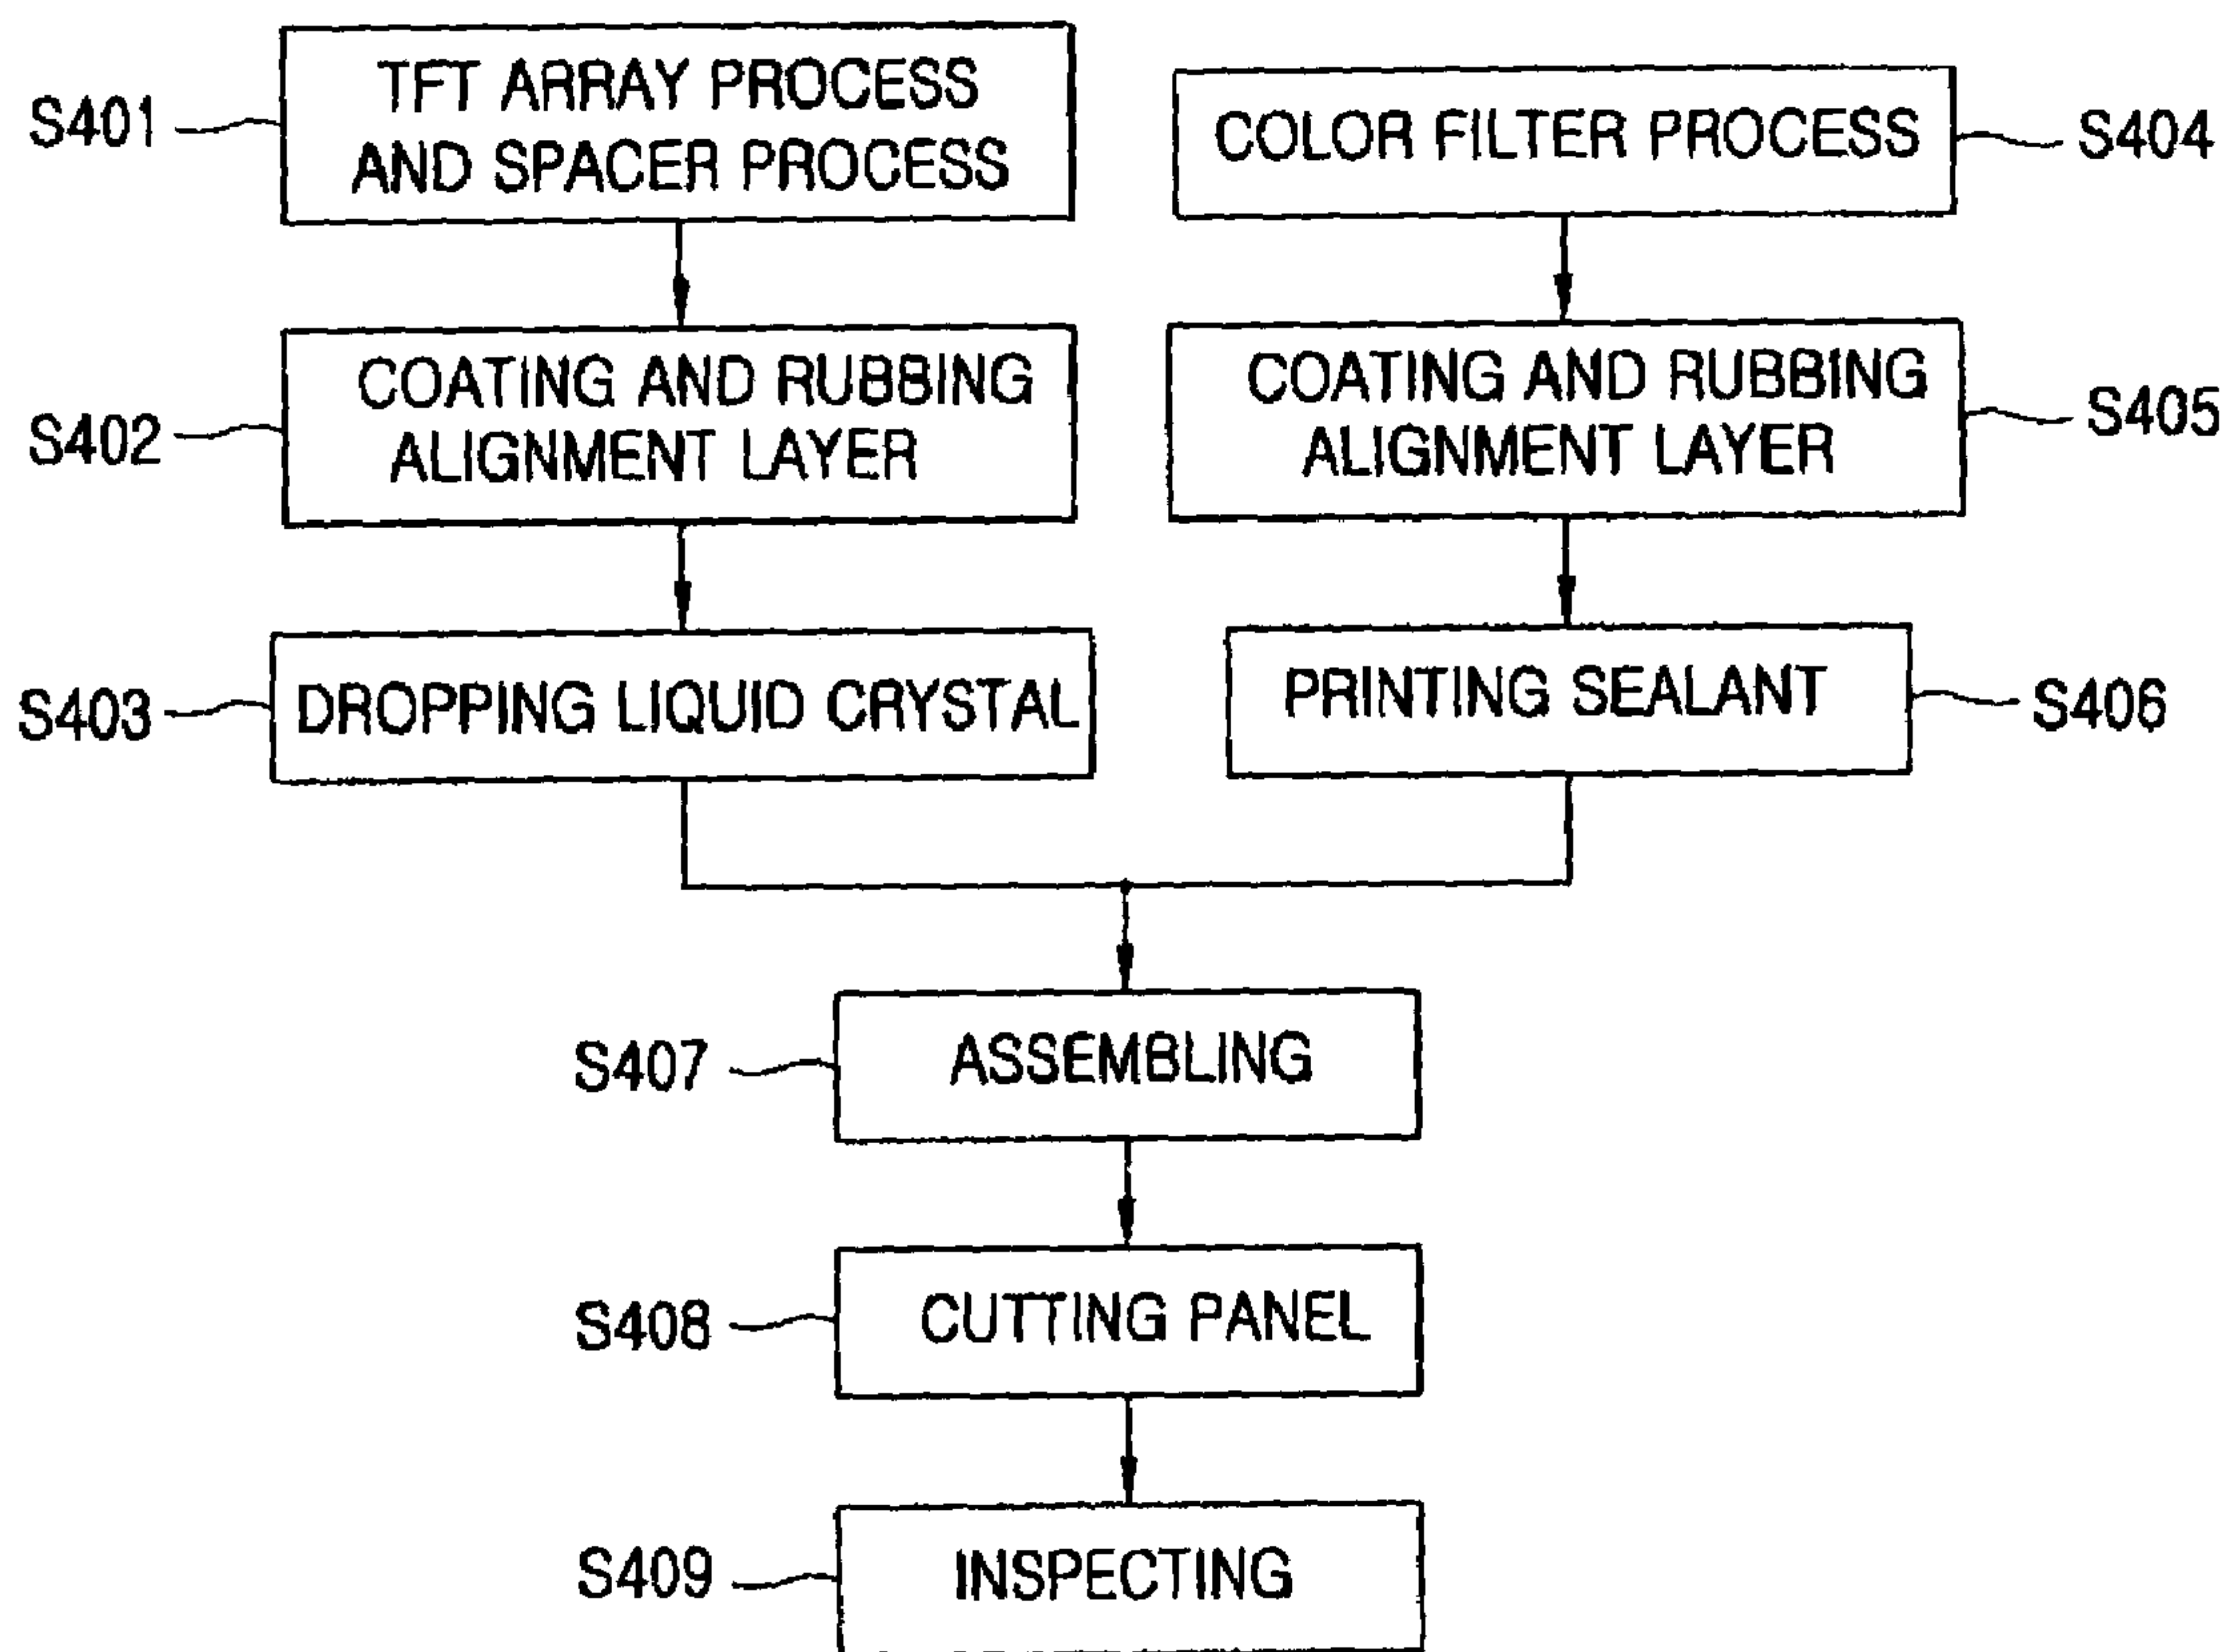 S401
TFT ARRAY PROCESS
AND SPACER PROCESS
COLOR FILTER PROCESS
S404
S402
COATING AND RUBBING
ALIGNMENT LAYER
COATING AND RUBBING
ALIGNMENT LAYER
S405
S403
DROPPING LIQUID CRYSTAL
PRINTING SEALANT
S406
S407
ASSEMBLING
S408
CUTTING PANEL
S409
INSPECTING